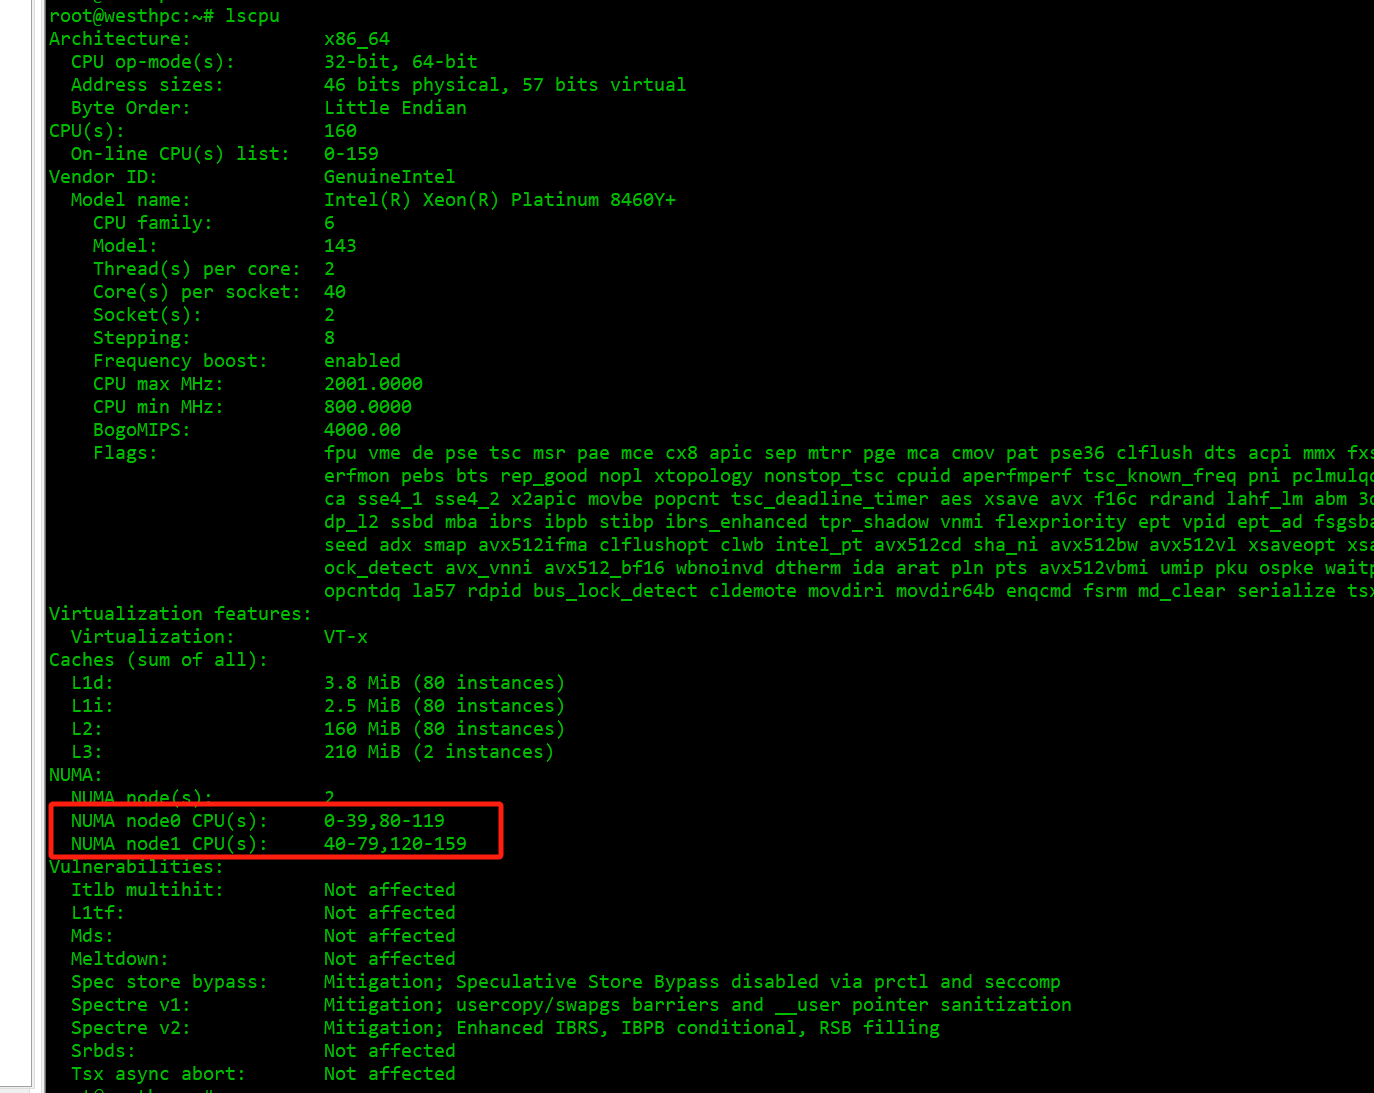 root@westhpc:~# lscpu
Architecture: x86_64
CPU op-mode(s): 32-bit, 64-bit
Address sizes: 46 bits physical, 57 bits virtual
Byte Order: Little Endian
CPU(s): 160
On-line CPU(s) list: 0-159
Vendor ID: GenuineIntel
Model name: Intel(R) Xeon(R) Platinum 8460Y+
CPU family: 6
Model: 143
Thread(s) per core: 2
Core(s) per socket: 40
Socket(s): 2
Stepping: 8
Frequency boost: enabled
CPU max MHz: 2001.0000
CPU min MHz: 800.0000
BogoMIPS: 4000.00
Flags: fpu vme de pse tsc msr pae mce cx8 apic sep mtrr pge mca cmov pat pse36 clflush dts acpi mmx fxs
erfmon pebs bts rep_good nopl xtopology nonstop_tsc cpuid aperfmperf tsc_known_freq pni pclmulqd
ca sse4_1 sse4_2 x2apic movbe popcnt tsc_deadline_timer aes xsave avx f16c rdrand lahf_lm abm 3d
dp_l2 ssbd mba ibrs ibpb stibp ibrs_enhanced tpr_shadow vnmi flexpriority ept vpid ept_ad fsgsba
seed adx smap avx512ifma clflushopt clwb intel_pt avx512cd sha_ni avx512bw avx512vl xsaveopt xsa
ock_detect avx_vnni avx512_bf16 wbnoinvd dtherm ida arat pln pts avx512vbmi umip pku ospke waitp
opcntdq la57 rdpid bus_lock_detect cldemote movdiri movdir64b enqcmd fsrm md_clear serialize tsx
Virtualization features:
Virtualization: VT-x
Caches (sum of all):
L1d: 3.8 MiB (80 instances)
L1i: 2.5 MiB (80 instances)
L2: 160 MiB (80 instances)
L3: 210 MiB (2 instances)
NUMA:
NUMA node(s): 2
NUMA node0 CPU(s): 0-39,80-119
NUMA node1 CPU(s): 40-79,120-159
Vulnerabilities:
Itlb multihit: Not affected
L1tf: Not affected
Mds: Not affected
Meltdown: Not affected
Spec store bypass: Mitigation; Speculative Store Bypass disabled via prctl and seccomp
Spectre v1: Mitigation; usercopy/swapgs barriers and __user pointer sanitization
Spectre v2: Mitigation; Enhanced IBRS, IBPB conditional, RSB filling
Srbds: Not affected
Tsx async abort: Not affected